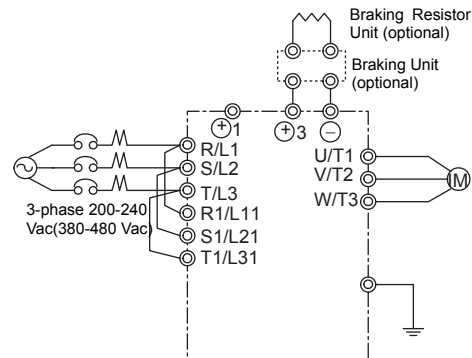 Braking Resistor
Unit (optional)
Braking Unit
(optional)
+1
+3
−
R/L1
S/L2
T/L3
R1/L11
S1/L21
T1/L31
3-phase 200-240
Vac(380-480 Vac)
U/T1
V/T2
W/T3
M